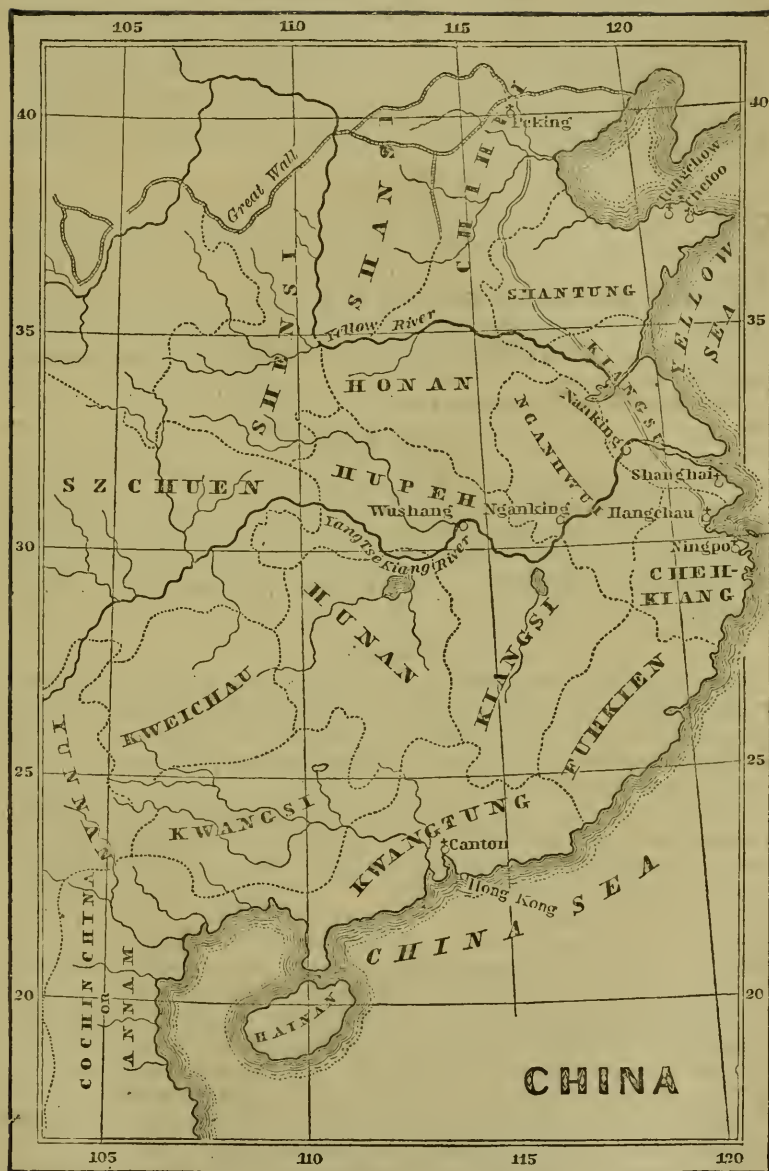 105 110 115 120
40 40
Peking
Great Wall
SHANSI
CHIHLI
Tungchow
Chefoo
SHENSI
SHANTUNG
YELLOW SEA
35 35
Yellow River
KIANGSU
HONAN
NGANHWUI
Nanking
SZCHUEN
HUPEH
Shanghai
Wushang
Nganking
Hangchau
30 30
Yang Tse Kiang River
Ningpo
CHEH-
KIANG
HUNAN
KIANGSI
KWEICHAU
FUHKIEN
YUNNAN
25 25
KWANGSI
KWANGTUNG
Canton
Hong Kong
CHINA SEA
COCHIN CHINA
OR
ANNAM
20 20
HAINAN
CHINA
105 110 115 120